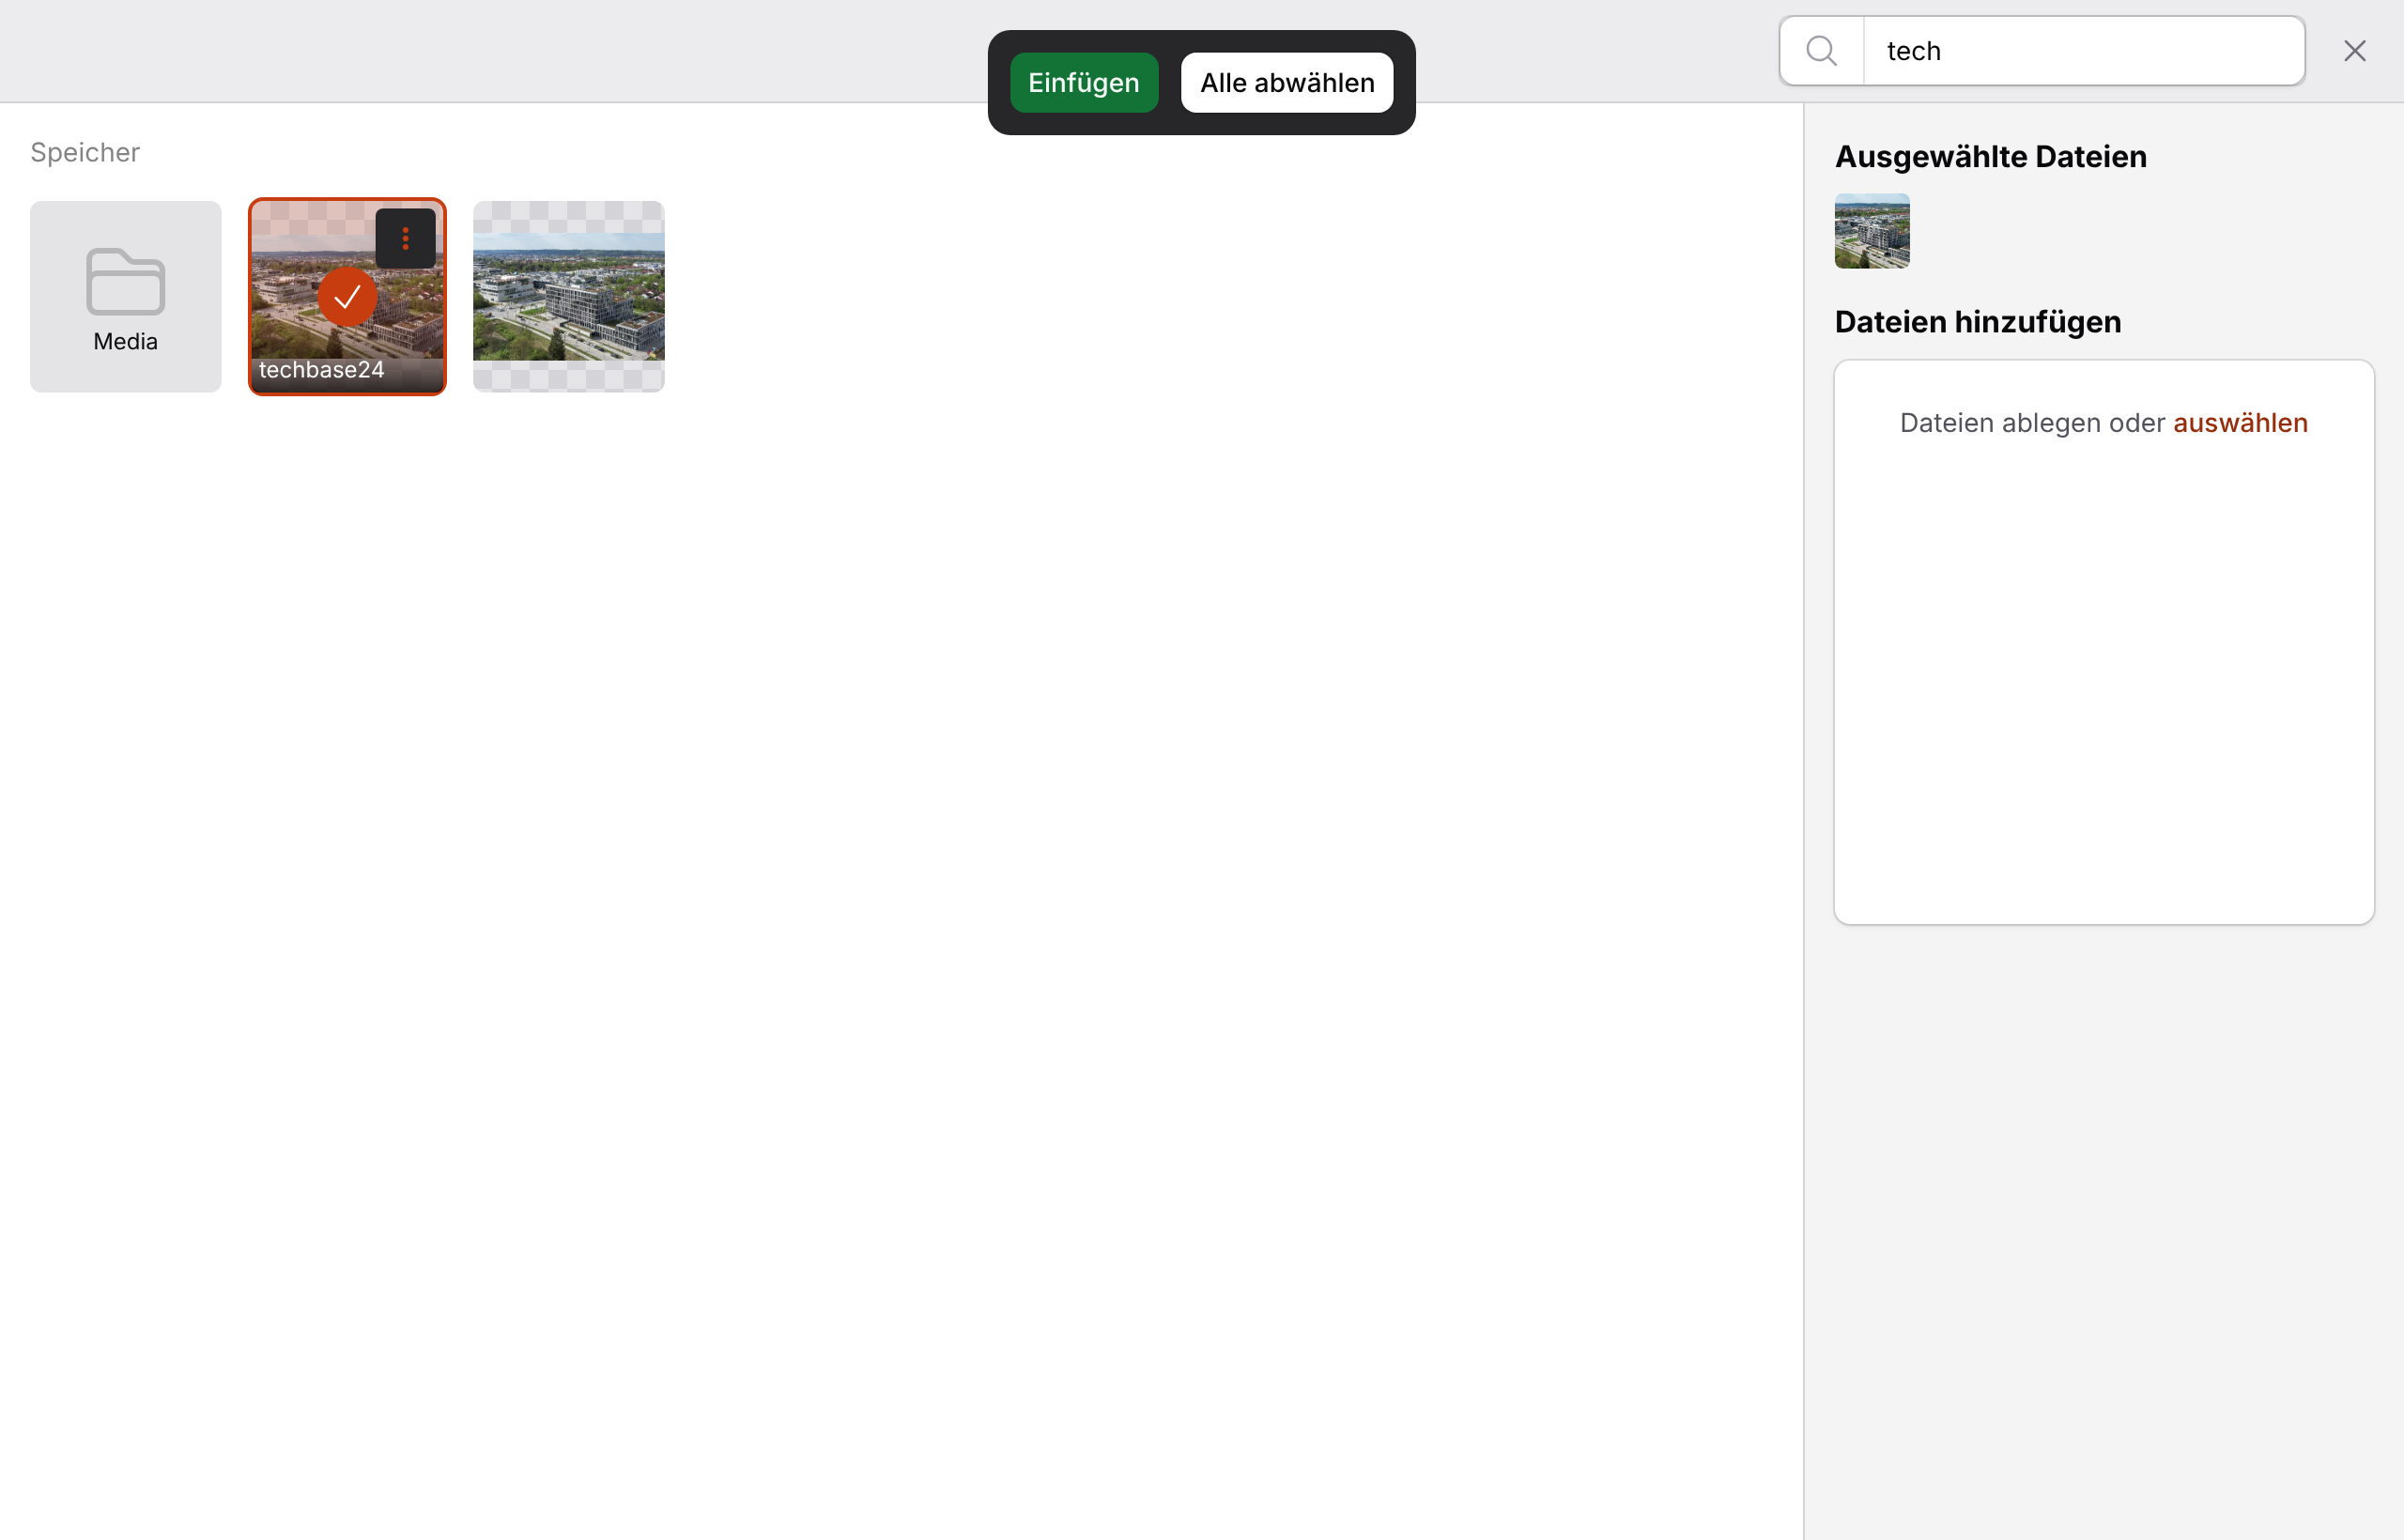 Einfügen
Alle abwählen
tech
Speicher
Media
techbase24
Ausgewählte Dateien
Dateien hinzufügen
Dateien ablegen oder auswählen